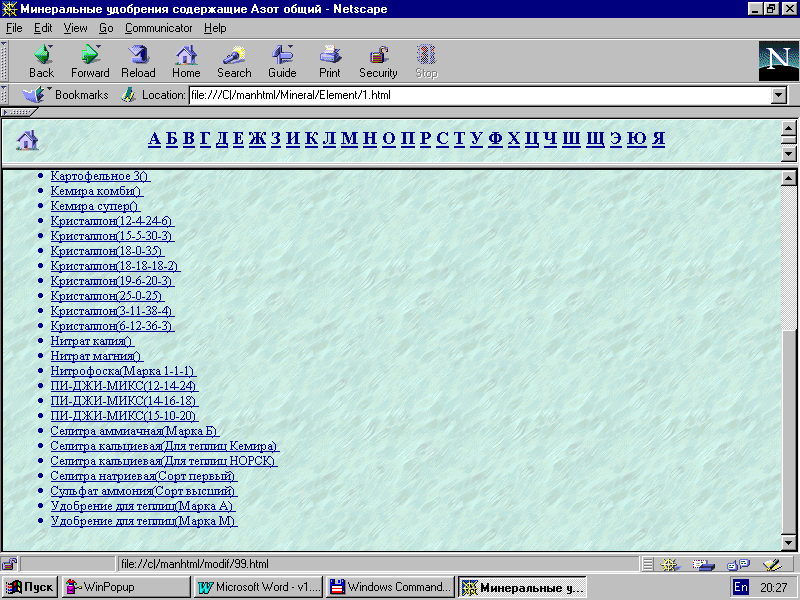 Минеральные удобрения содержащие Азот общий - Netscape
File Edit View Go Communicator Help
Back Forward Reload Home Search Guide Print Security Stop
N
Bookmarks Location: file:///C|/manhtml/Mineral/Element/1.html
А Б В Г Д Е Ж З И К Л М Н О П Р С Т У Ф Х Ц Ч Ш Щ Э Ю Я
Картофельное 3()
Кемира комби()
Кемира супер()
Кристаллон(12-4-24-6)
Кристаллон(15-5-30-3)
Кристаллон(18-0-35)
Кристаллон(18-18-18-2)
Кристаллон(19-6-20-3)
Кристаллон(25-0-25)
Кристаллон(3-11-38-4)
Кристаллон(6-12-36-3)
Нитрат калия()
Нитрат магния()
Нитрофоска(Марка 1-1-1)
ПИ-ДЖИ-МИКС(12-14-24)
ПИ-ДЖИ-МИКС(14-16-18)
ПИ-ДЖИ-МИКС(15-10-20)
Селитра аммиачная(Марка Б)
Селитра кальциевая(Для теплиц Кемира)
Селитра кальциевая(Для теплиц НОРСК)
Селитра натриевая(Сорт первый)
Сульфат аммония(Сорт высший)
Удобрение для теплиц(Марка А)
Удобрение для теплиц(Марка М)
file:///c|/manhtml/modif/99.html
Пуск WinPopup Microsoft Word - v1.... Windows Command... Минеральные у... En 20:27